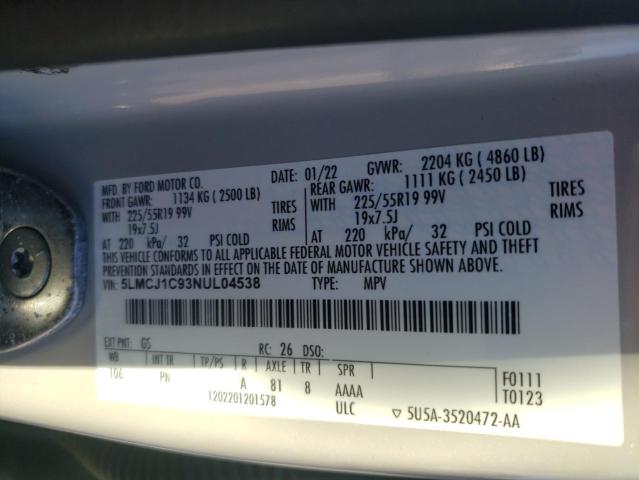 MFD. BY FORD MOTOR CO. DATE: 01/22 GVWR: 2204 KG ( 4860 LB)
FRONT GAWR: 1134 KG ( 2500 LB) REAR GAWR: 1111 KG ( 2450 LB)
WITH 225/55R19 99V TIRES WITH 225/55R19 99V TIRES
19x7.5J RIMS 19x7.5J RIMS
AT 220 kPa/ 32 PSI COLD AT 220 kPa/ 32 PSI COLD
THIS VEHICLE CONFORMS TO ALL APPLICABLE FEDERAL MOTOR VEHICLE SAFETY AND THEFT
PREVENTION STANDARDS IN EFFECT ON THE DATE OF MANUFACTURE SHOWN ABOVE.
VIN: 5LMCJ1C93NUL04538 TYPE: MPV
EXT PNT: GS RC: 26 DSO:
WB INT TR TP/PS R AXLE TR SPR
106 PN A 81 8 AAAA F0111
1202201201578 ULC T0123
5U5A-3520472-AA